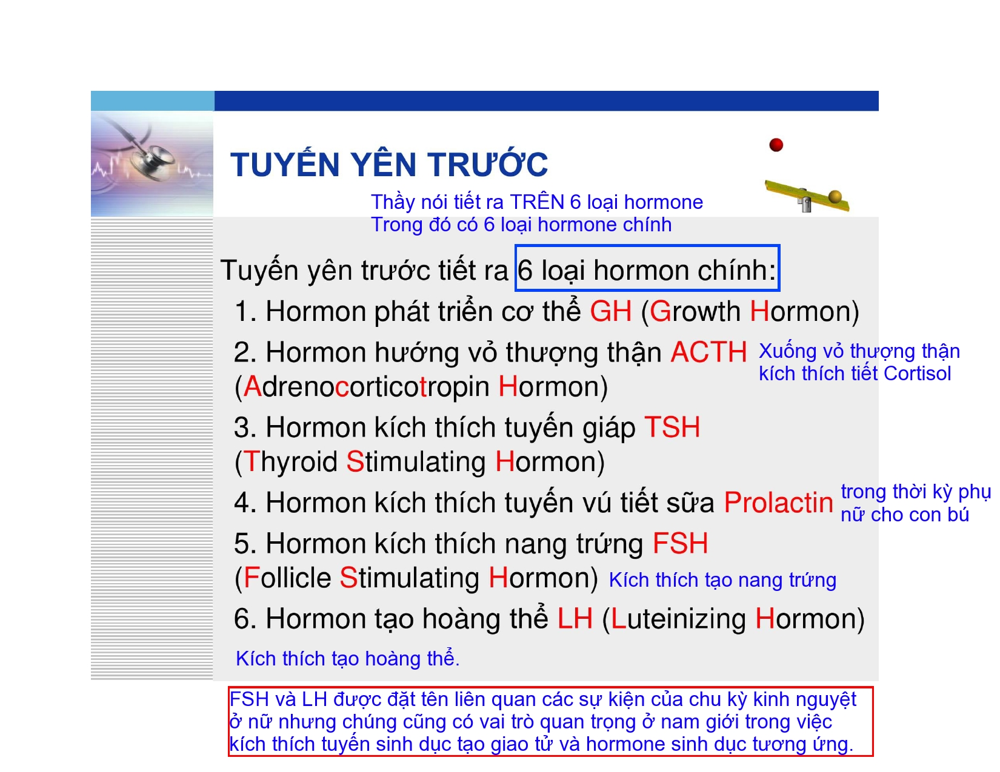 TUYẾN YÊN TRƯỚC
Thầy nói tiết ra TRÊN 6 loại hormone
Trong đó có 6 loại hormone chính
Tuyến yên trước tiết ra 6 loại hormon chính:
1. Hormon phát triển cơ thể GH (Growth Hormon)
2. Hormon hướng vỏ thượng thận ACTH
(Adrenocorticotropin Hormon)
Xuống vỏ thượng thận
kích thích tiết Cortisol
3. Hormon kích thích tuyến giáp TSH
(Thyroid Stimulating Hormon)
4. Hormon kích thích tuyến vú tiết sữa Prolactin
trong thời kỳ phụ
nữ cho con bú
5. Hormon kích thích nang trứng FSH
(Follicle Stimulating Hormon) Kích thích tạo nang trứng
6. Hormon tạo hoàng thể LH (Luteinizing Hormon)
Kích thích tạo hoàng thể.
FSH và LH được đặt tên liên quan các sự kiện của chu kỳ kinh nguyệt
ở nữ nhưng chúng cũng có vai trò quan trọng ở nam giới trong việc
kích thích tuyến sinh dục tạo giao tử và hormone sinh dục tương ứng.